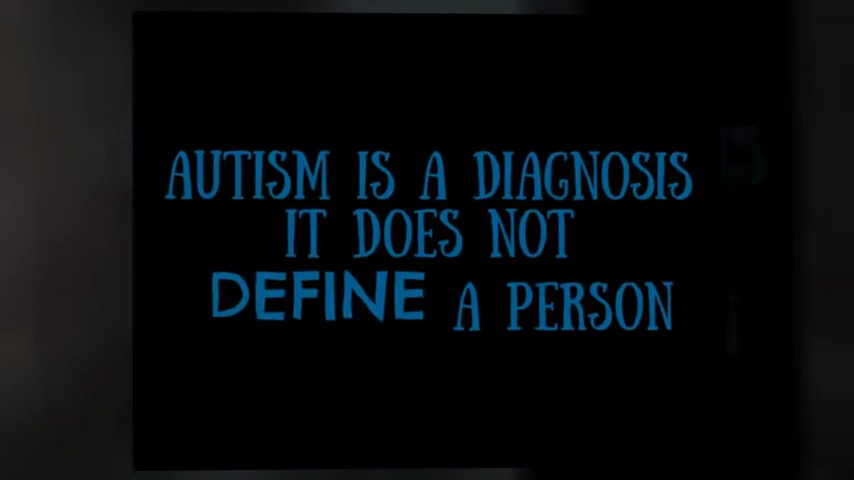 AUTISM IS A DIAGNOSIS
IT DOES NOT
DEFINE A PERSON